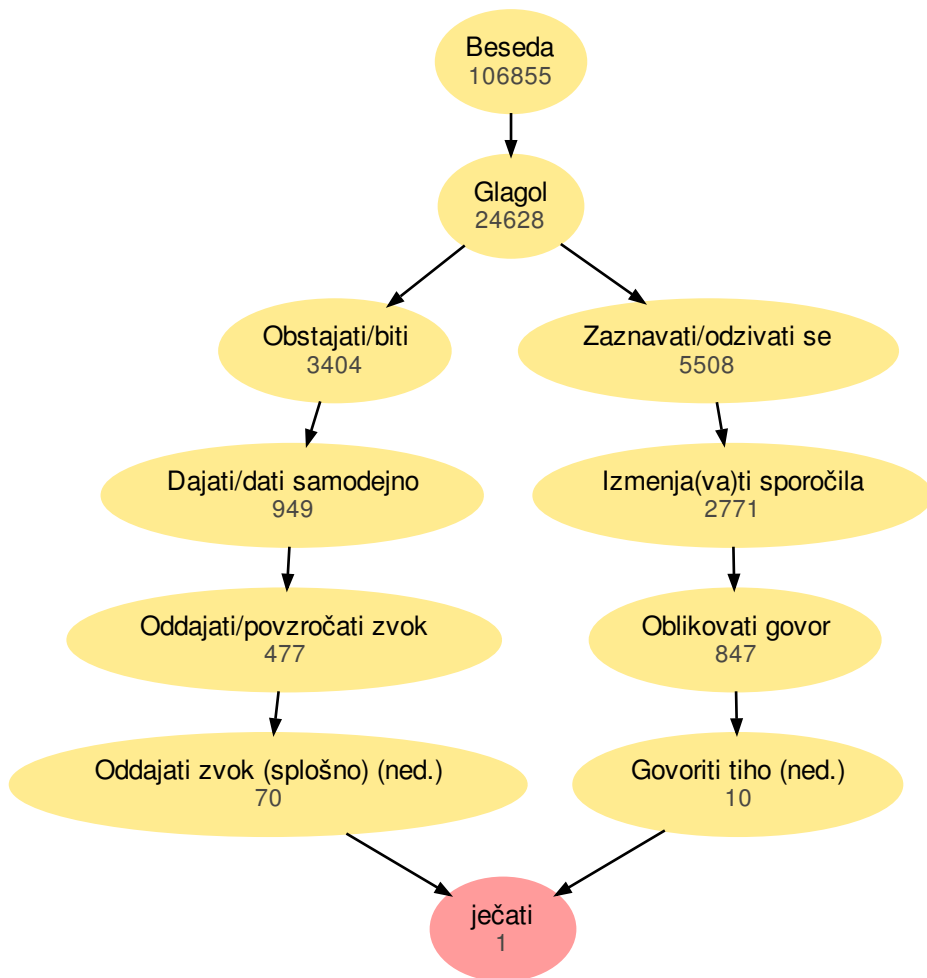 Beseda
106855
Glagol
24628
Obstajati/biti
3404
Zaznavati/odzivati se
5508
Dajati/dati samodejno
949
Izmenja(va)ti sporočila
2771
Oddajati/povzročati zvok
477
Oblikovati govor
847
Oddajati zvok (splošno) (ned.)
70
Govoriti tiho (ned.)
10
ječati
1